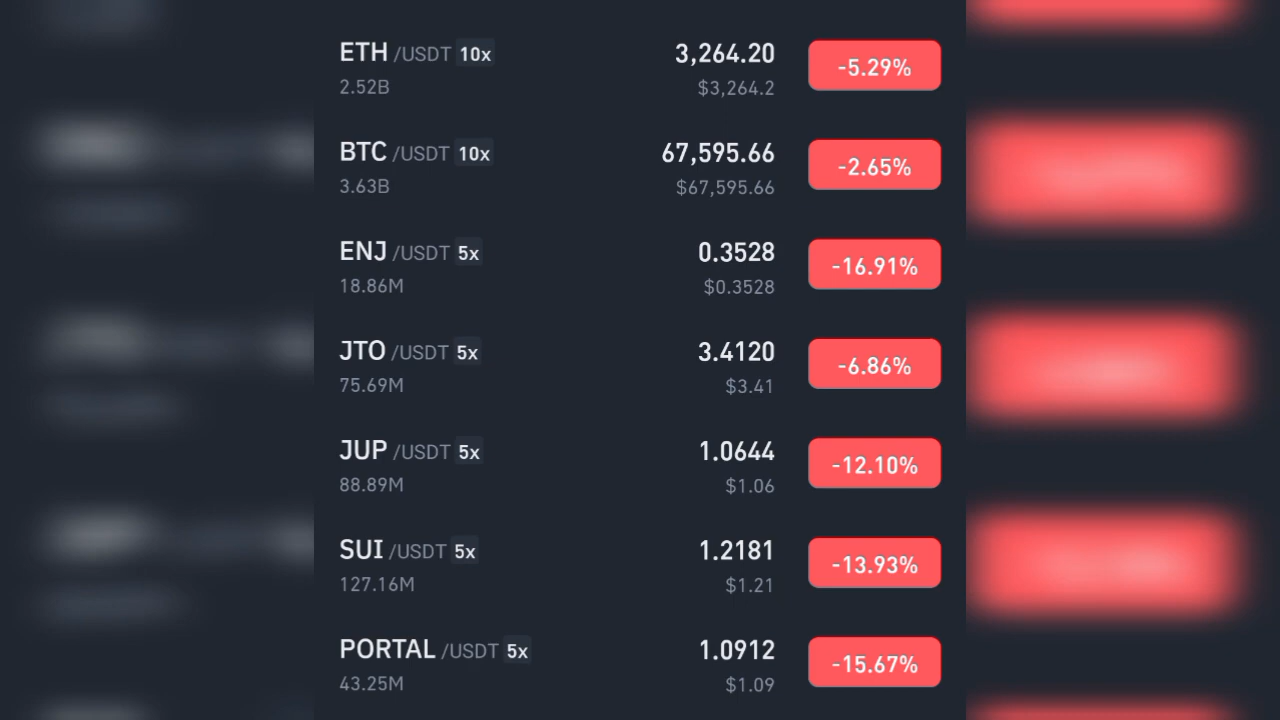 ETH /USDT 10x 3,264.20 -5.29%
2.52B $3,264.2
BTC /USDT 10x 67,595.66 -2.65%
3.63B $67,595.66
ENJ /USDT 5x 0.3528 -16.91%
18.86M $0.3528
JTO /USDT 5x 3.4120 -6.86%
75.69M $3.41
JUP /USDT 5x 1.0644 -12.10%
88.89M $1.06
SUI /USDT 5x 1.2181 -13.93%
127.16M $1.21
PORTAL /USDT 5x 1.0912 -15.67%
43.25M $1.09